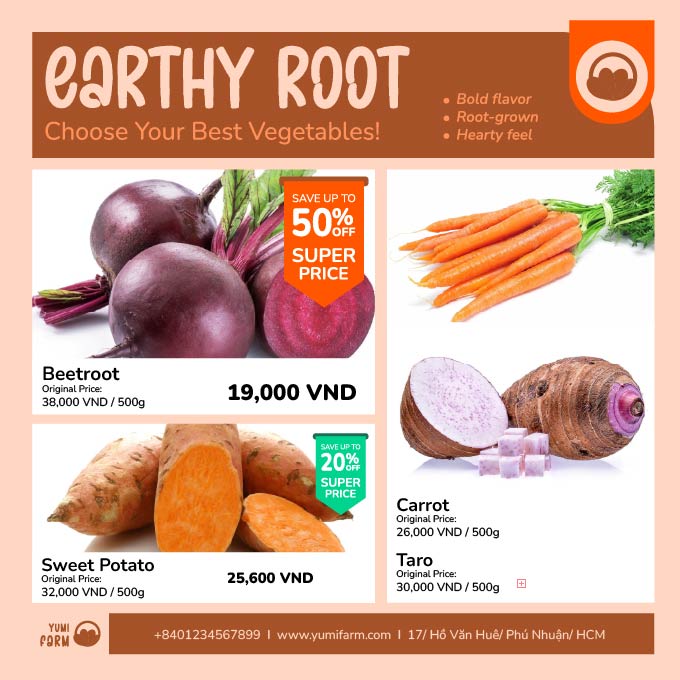 eaRTHY ROOT
Choose Your Best Vegetables!
• Bold flavor
• Root-grown
• Hearty feel
SAVE UP TO
50% OFF
SUPER
PRICE
Beetroot
Original Price:
38,000 VND / 500g
19,000 VND
SAVE UP TO
20% OFF
SUPER
PRICE
Sweet Potato
Original Price:
32,000 VND / 500g
25,600 VND
Carrot
Original Price:
26,000 VND / 500g
Taro
Original Price:
30,000 VND / 500g
YUMI
FaRM
+8401234567899 I www.yumifarm.com I 17/ Hồ Văn Huê/ Phú Nhuận/ HCM